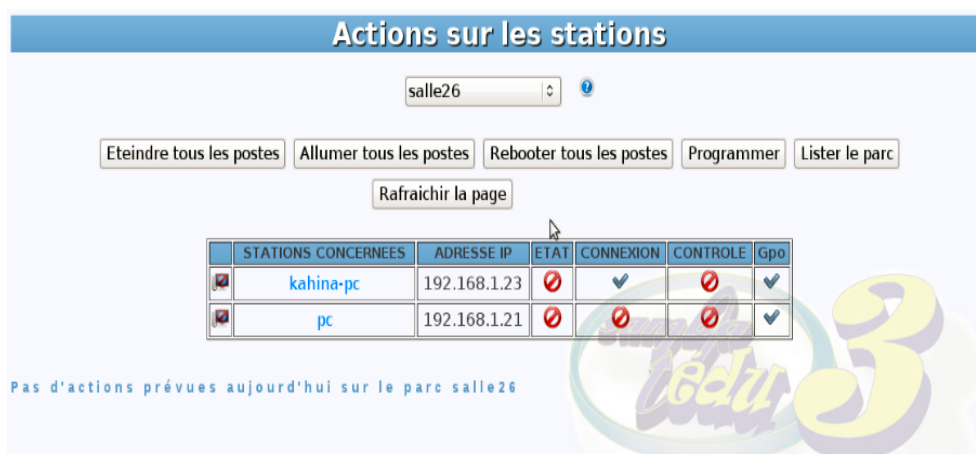 Actions sur les stations
salle26
Eteindre tous les postes Allumer tous les postes Rebooter tous les postes Programmer Lister le parc
Rafraichir la page
STATIONS CONCERNEES ADRESSE IP ETAT CONNEXION CONTROLE Gpo
kahina-pc 192.168.1.23
pc 192.168.1.21
Pas d'actions prévues aujourd'hui sur le parc salle26
samba
tédu 3